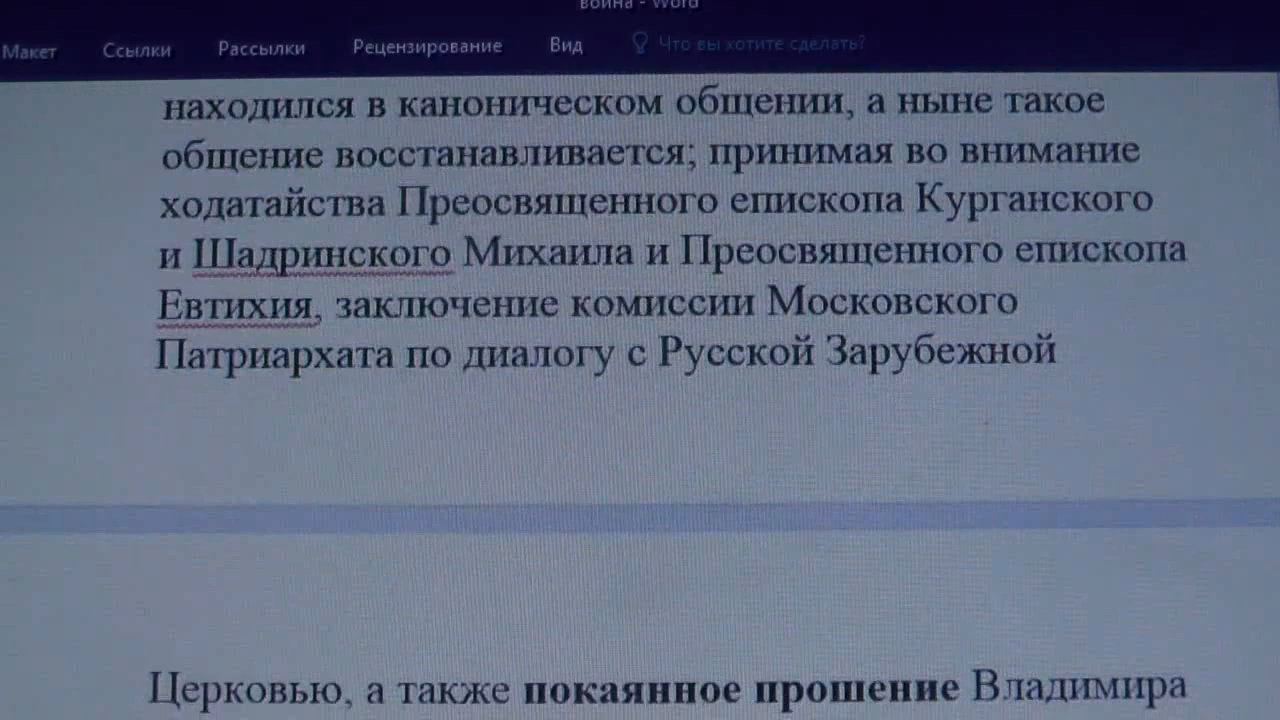 война - Word
Макет Ссылки Рассылки Рецензирование Вид Что вы хотите сделать?
находился в каноническом общении, а ныне такое
общение восстанавливается; принимая во внимание
ходатайства Преосвященного епископа Курганского
и Шадринского Михаила и Преосвященного епископа
Евтихия, заключение комиссии Московского
Патриархата по диалогу с Русской Зарубежной
Церковью, а также покаянное прошение Владимира